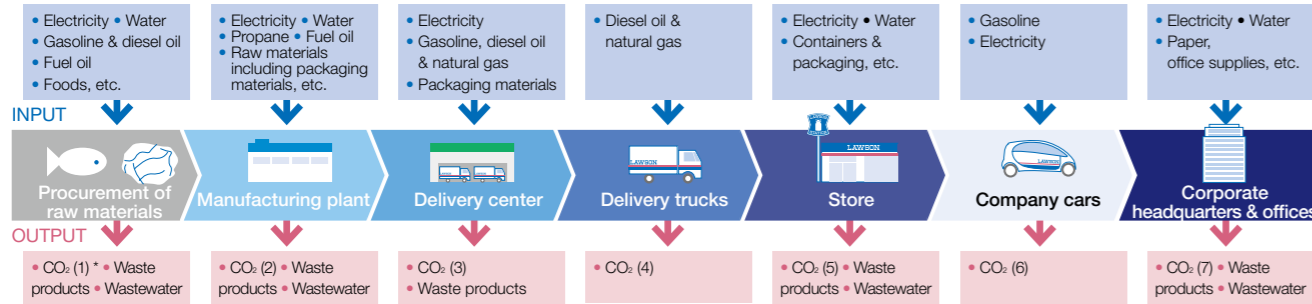 • Electricity • Water
• Gasoline & diesel oil
• Fuel oil
• Foods, etc.
• Electricity • Water
• Propane • Fuel oil
• Raw materials
including packaging
materials, etc.
• Electricity
• Gasoline, diesel oil
& natural gas
• Packaging materials
• Diesel oil &
natural gas
• Electricity • Water
• Containers &
packaging, etc.
• Gasoline
• Electricity
• Electricity • Water
• Paper,
office supplies, etc.
INPUT
Procurement of
raw materials
Manufacturing plant
Delivery center
LAWSON
Delivery trucks
LAWSON
Store
LAWSON
Company cars
Corporate
headquarters & offices
OUTPUT
• CO₂ (1) * • Waste
products • Wastewater
• CO₂ (2) • Waste
products • Wastewater
• CO₂ (3)
• Waste products
• CO₂ (4)
• CO₂ (5) • Waste
products • Wastewater
• CO₂ (6)
• CO₂ (7) • Waste
products • Wastewater